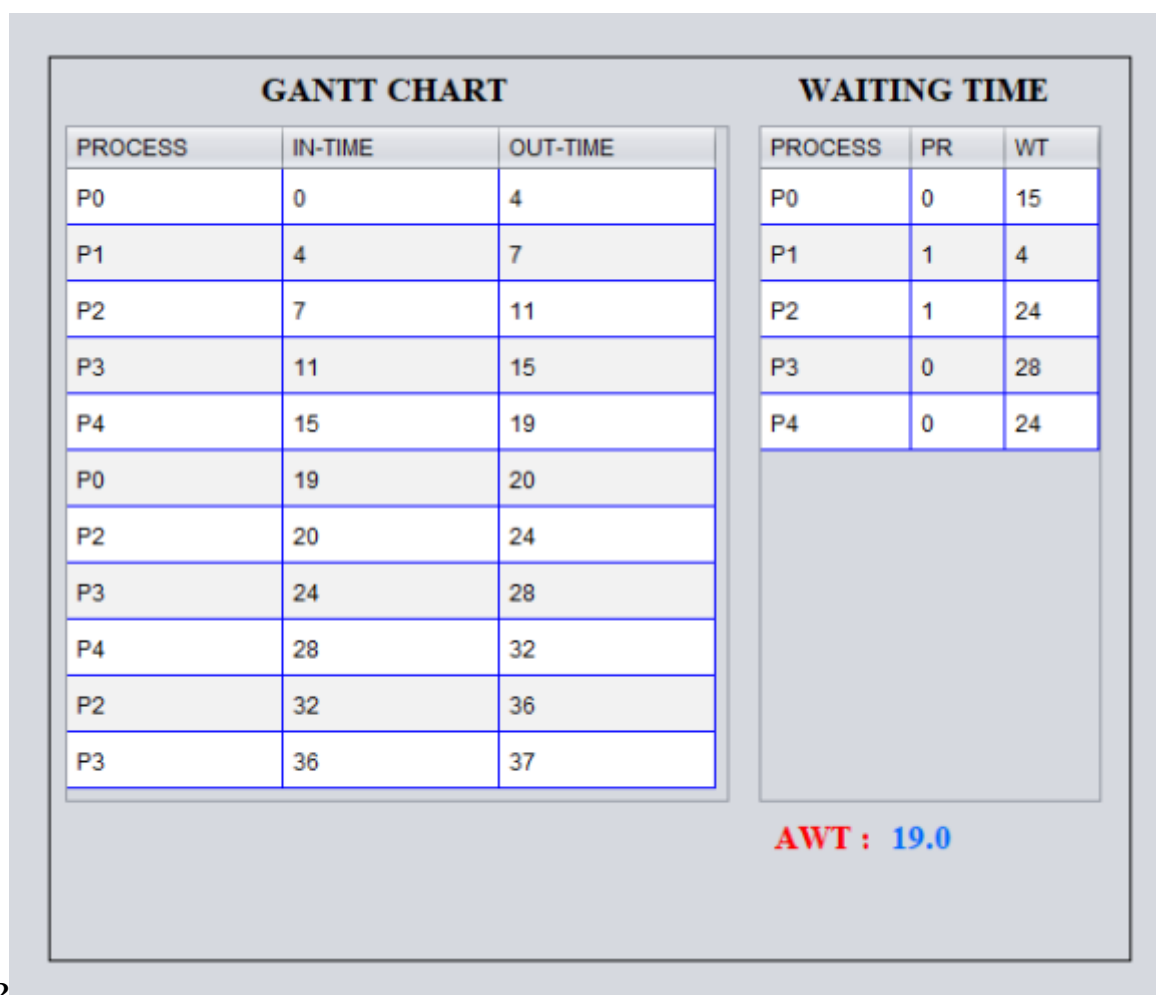 GANTT CHART WAITING TIME
PROCESS IN-TIME OUT-TIME PROCESS PR WT
P0 0 4 P0 0 15
P1 4 7 P1 1 4
P2 7 11 P2 1 24
P3 11 15 P3 0 28
P4 15 19 P4 0 24
P0 19 20
P2 20 24
P3 24 28
P4 28 32
P2 32 36
P3 36 37
AWT : 19.0